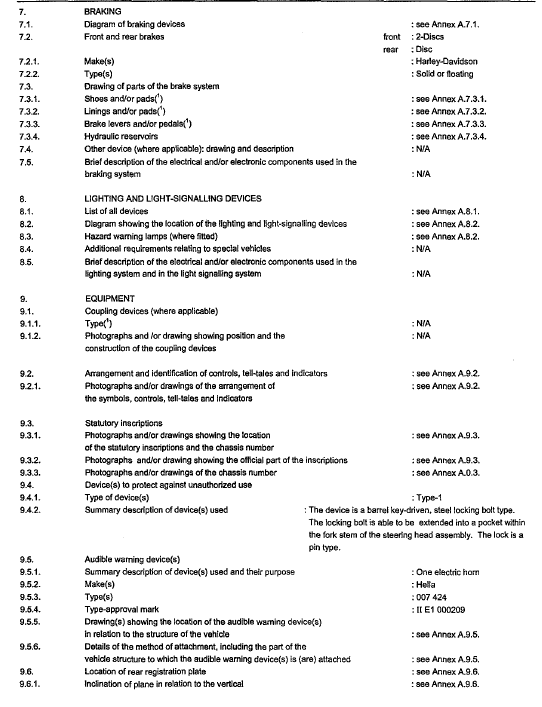 7. BRAKING
7.1. Diagram of braking devices : see Annex A.7.1.
7.2. Front and rear brakes front : 2-Discs
rear : Disc
7.2.1. Make(s) : Harley-Davidson
7.2.2. Type(s) : Solid or floating
7.3. Drawing of parts of the brake system
7.3.1. Shoes and/or pads(¹) : see Annex A.7.3.1.
7.3.2. Linings and/or pads(¹) : see Annex A.7.3.2.
7.3.3. Brake levers and/or pedals(¹) : see Annex A.7.3.3.
7.3.4. Hydraulic reservoirs : see Annex A.7.3.4.
7.4. Other device (where applicable): drawing and description : N/A
7.5. Brief description of the electrical and/or electronic components used in the
braking system : N/A
8. LIGHTING AND LIGHT-SIGNALLING DEVICES
8.1. List of all devices : see Annex A.8.1.
8.2. Diagram showing the location of the lighting and light-signalling devices : see Annex A.8.2.
8.3. Hazard warning lamps (where fitted) : see Annex A.8.2.
8.4. Additional requirements relating to special vehicles : N/A
8.5. Brief description of the electrical and/or electronic components used in the
lighting system and in the light signalling system : N/A
9. EQUIPMENT
9.1. Coupling devices (where applicable)
9.1.1. Type(¹) : N/A
9.1.2. Photographs and /or drawing showing position and the : N/A
construction of the coupling devices
9.2. Arrangement and identification of controls, tell-tales and indicators : see Annex A.9.2.
9.2.1. Photographs and/or drawings of the arrangement of : see Annex A.9.2.
the symbols, controls, tell-tales and indicators
9.3. Statutory inscriptions
9.3.1. Photographs and/or drawings showing the location : see Annex A.9.3.
of the statutory inscriptions and the chassis number
9.3.2. Photographs and/or drawing showing the official part of the inscriptions : see Annex A.9.3.
9.3.3. Photographs and/or drawings of the chassis number : see Annex A.0.3.
9.4. Device(s) to protect against unauthorized use
9.4.1. Type of device(s) : Type-1
9.4.2. Summary description of device(s) used : The device is a barrel key-driven, steel locking bolt type.
The locking bolt is able to be extended into a pocket within
the fork stem of the steering head assembly. The lock is a
pin type.
9.5. Audible warning device(s)
9.5.1. Summary description of device(s) used and their purpose : One electric horn
9.5.2. Make(s) : Hella
9.5.3. Type(s) : 007 424
9.5.4. Type-approval mark : II E1 000209
9.5.5. Drawing(s) showing the location of the audible warning device(s)
in relation to the structure of the vehicle : see Annex A.9.5.
9.5.6. Details of the method of attachment, including the part of the
vehicle structure to which the audible warning device(s) is (are) attached : see Annex A.9.5.
9.6. Location of rear registration plate : see Annex A.9.6.
9.6.1. Inclination of plane in relation to the vertical : see Annex A.9.6.